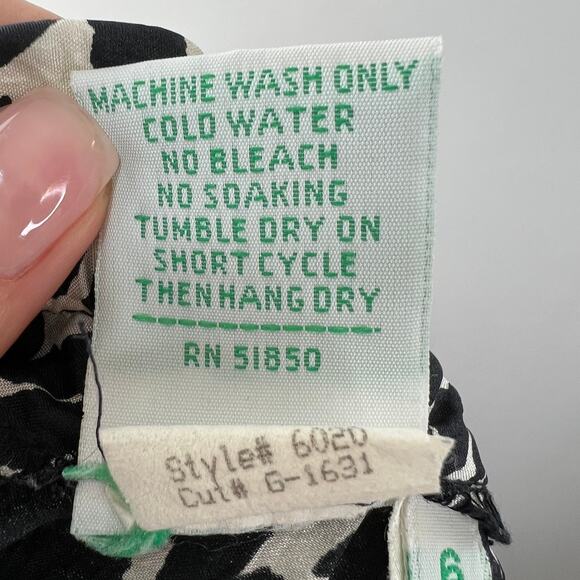 MACHINE WASH ONLY
COLD WATER
NO BLEACH
NO SOAKING
TUMBLE DRY ON
SHORT CYCLE
THEN HANG DRY
RN 51850
Style# 6020
Cut# G-1631
6